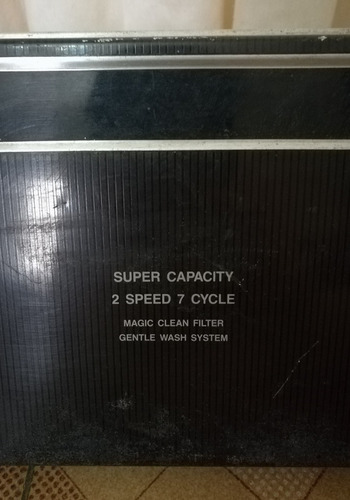 SUPER CAPACITY
2 SPEED 7 CYCLE
MAGIC CLEAN FILTER
GENTLE WASH SYSTEM